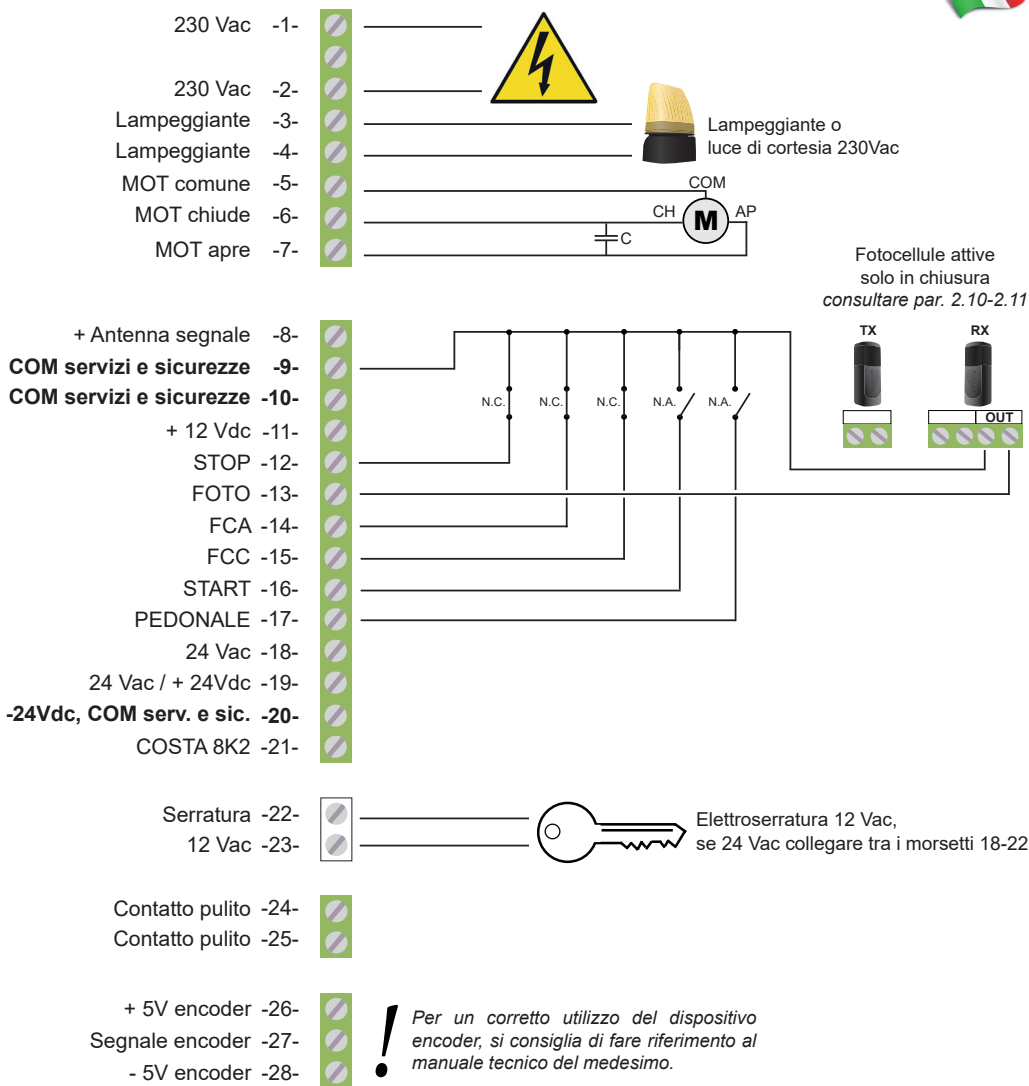 230 Vac -1-
230 Vac -2-
Lampeggiante -3-
Lampeggiante -4-
MOT comune -5-
MOT chiude -6-
MOT apre -7-
Lampeggiante o
luce di cortesia 230Vac
COM
CH
M
AP
C
Fotocellule attive
solo in chiusura
consultare par. 2.10-2.11
TX
RX
OUT
+ Antenna segnale -8-
COM servizi e sicurezze -9-
COM servizi e sicurezze -10-
+ 12 Vdc -11-
STOP -12-
FOTO -13-
FCA -14-
FCC -15-
START -16-
PEDONALE -17-
24 Vac -18-
24 Vac / + 24Vdc -19-
-24Vdc, COM serv. e sic. -20-
COSTA 8K2 -21-
N.C.
N.C.
N.C.
N.A.
N.A.
Serratura -22-
12 Vac -23-
Elettroserratura 12 Vac,
se 24 Vac collegare tra i morsetti 18-22
Contatto pulito -24-
Contatto pulito -25-
+ 5V encoder -26-
Segnale encoder -27-
- 5V encoder -28-
!
Per un corretto utilizzo del dispositivo
encoder, si consiglia di fare riferimento al
manuale tecnico del medesimo.